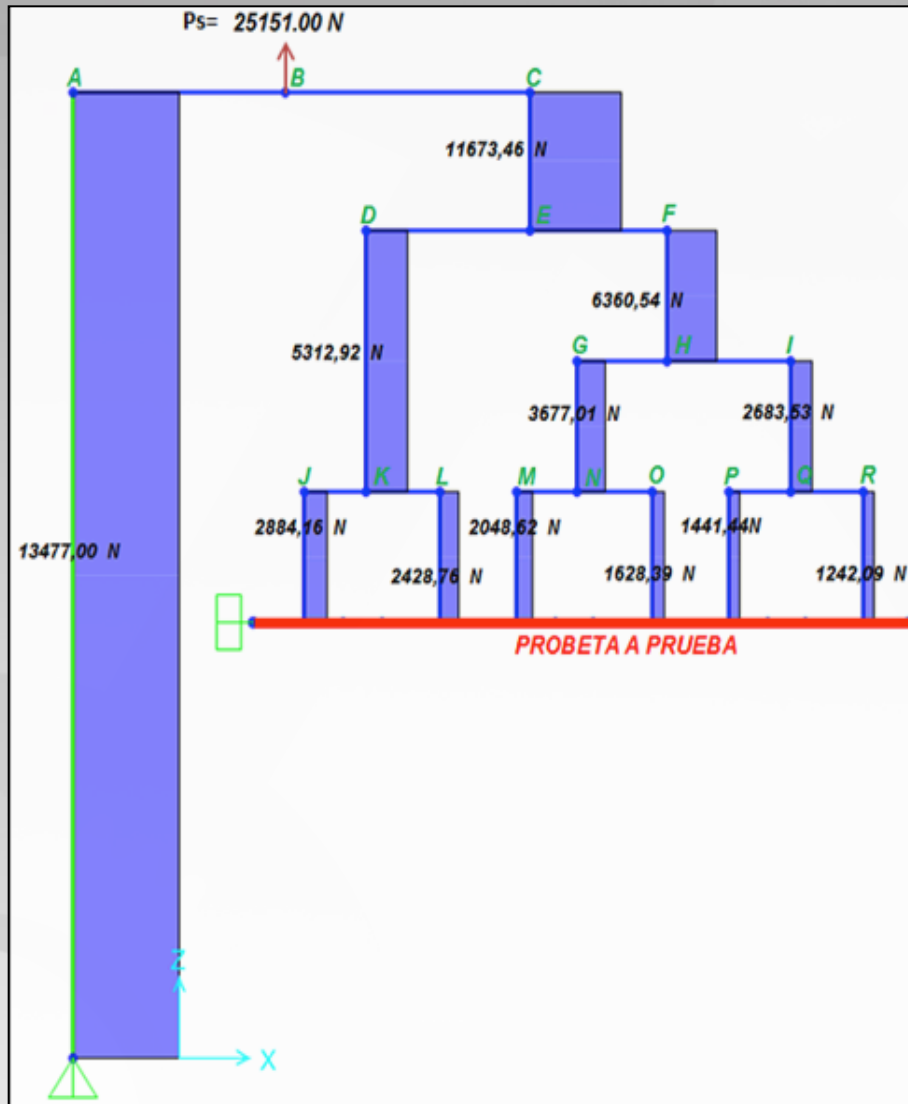 Ps= 25151.00 N
A
B
C
11673,46 N
D
E
F
6360,54 N
5312,92 N
G
H
I
3677,01 N
2683,53 N
J
K
L
M
N
O
P
Q
R
2884,16 N
2048,62 N
1441,44N
13477,00 N
2428,76 N
1628,39 N
1242,09 N
PROBETA A PRUEBA
Z
X